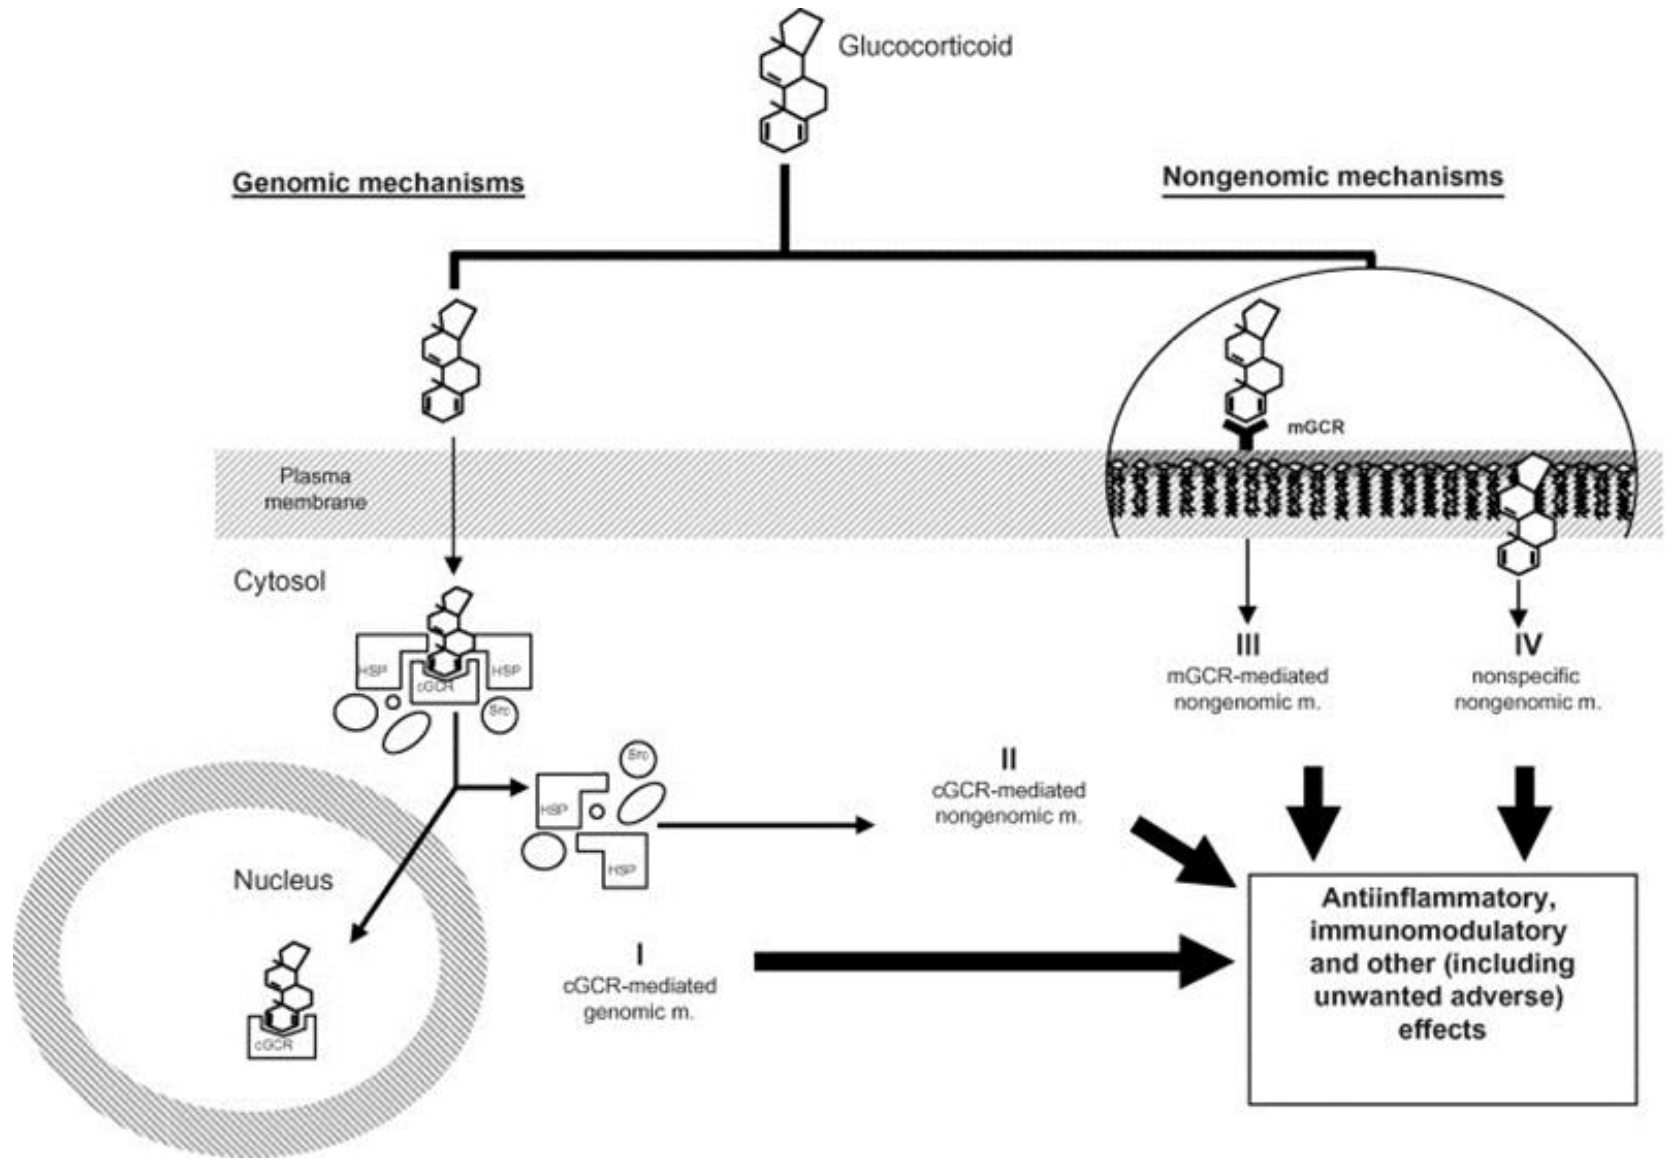 Glucocorticoid
Genomic mechanisms
Nongenomic mechanisms
mGCR
Plasma
membrane
Cytosol
HSP
HSP
cGCR
Src
III
mGCR-mediated
nongenomic m.
IV
nonspecific
nongenomic m.
Src
HSP
HSP
II
cGCR-mediated
nongenomic m.
Nucleus
cGCR
I
cGCR-mediated
genomic m.
Antiinflammatory,
immunomodulatory
and other (including
unwanted adverse)
effects